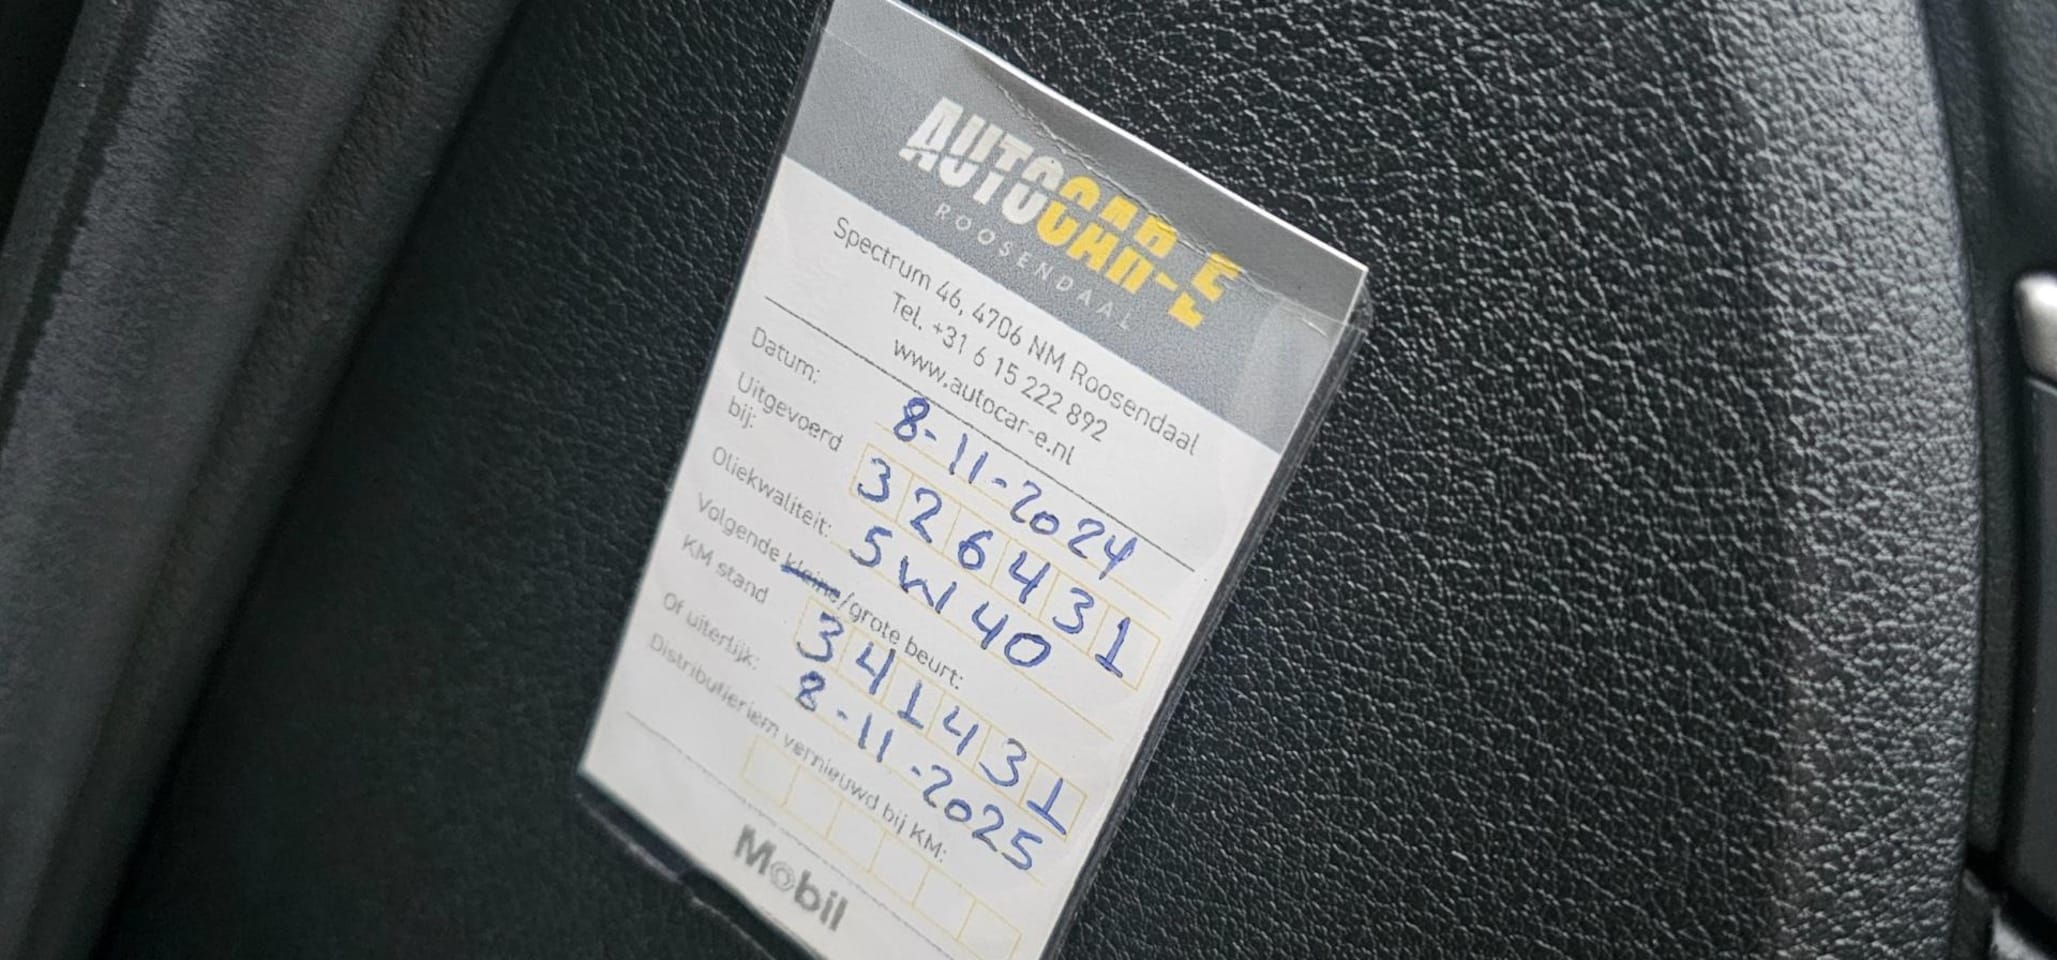 AUTOCAR-E
ROOSENDAAL
Spectrum 46, 4706 NM Roosendaal
Tel. +31 6 15 222 892
www.autocar-e.nl
Datum: 8-11-2024
Uitgevoerd bij: 326431
Oliekwaliteit: 5W40
Volgende kleine/grote beurt:
KM stand 341431
Of uiterlijk: 8-11-2025
Distributieriem vernieuwd bij KM:
Mobil